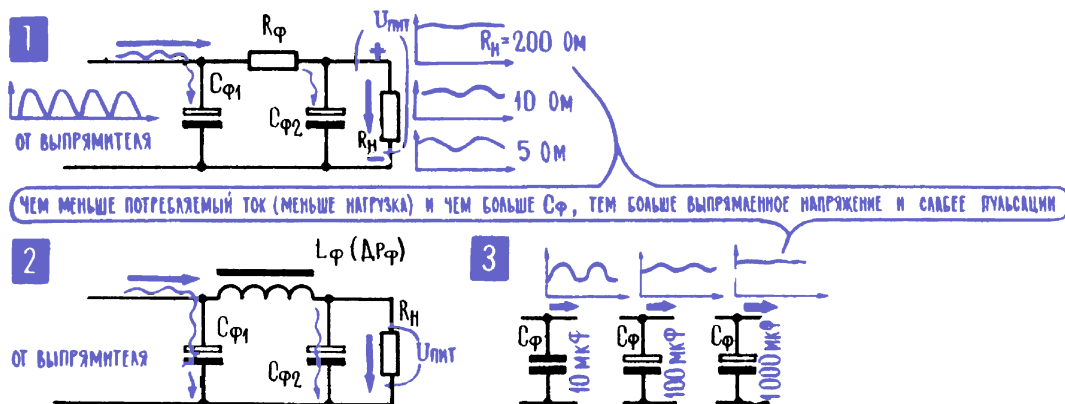 1
Rф
Uпит
+
Rн=200 Ом
Cф1
Cф2
10 Ом
ОТ ВЫПРЯМИТЕЛЯ
Rн
–
5 Ом
ЧЕМ МЕНЬШЕ ПОТРЕБЛЯЕМЫЙ ТОК (МЕНЬШЕ НАГРУЗКА) И ЧЕМ БОЛЬШЕ Сф, ТЕМ БОЛЬШЕ ВЫПРЯМЛЕННОЕ НАПРЯЖЕНИЕ И СЛАБЕЕ ПУЛЬСАЦИИ
2
Lф (ДРф)
Rн
Cф1
Uпит
ОТ ВЫПРЯМИТЕЛЯ
Cф2
3
Cф
10 мкФ
Cф
100 мкФ
Cф
1000 мкФ